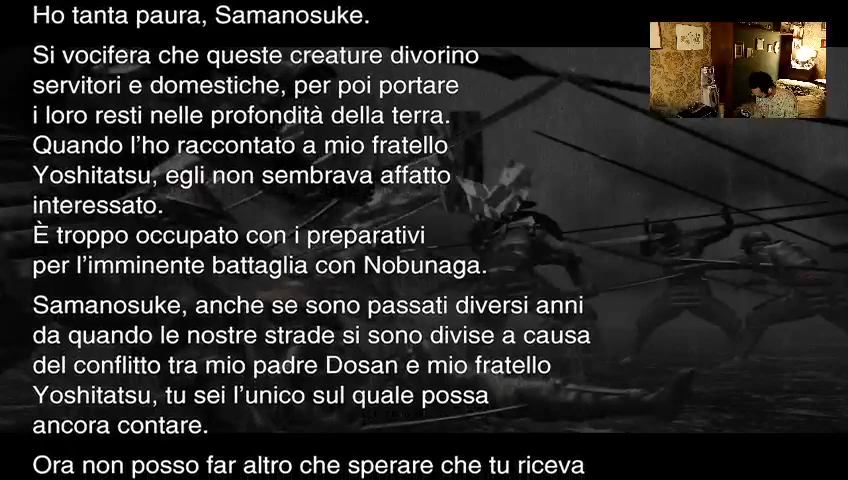 Ho tanta paura, Samanosuke.
Si vocifera che queste creature divorino
servitori e domestiche, per poi portare
i loro resti nelle profondità della terra.
Quando l'ho raccontato a mio fratello
Yoshitatsu, egli non sembrava affatto
interessato.
È troppo occupato con i preparativi
per l'imminente battaglia con Nobunaga.
Samanosuke, anche se sono passati diversi anni
da quando le nostre strade si sono divise a causa
del conflitto tra mio padre Dosan e mio fratello
Yoshitatsu, tu sei l'unico sul quale possa
ancora contare.
Ora non posso far altro che sperare che tu riceva